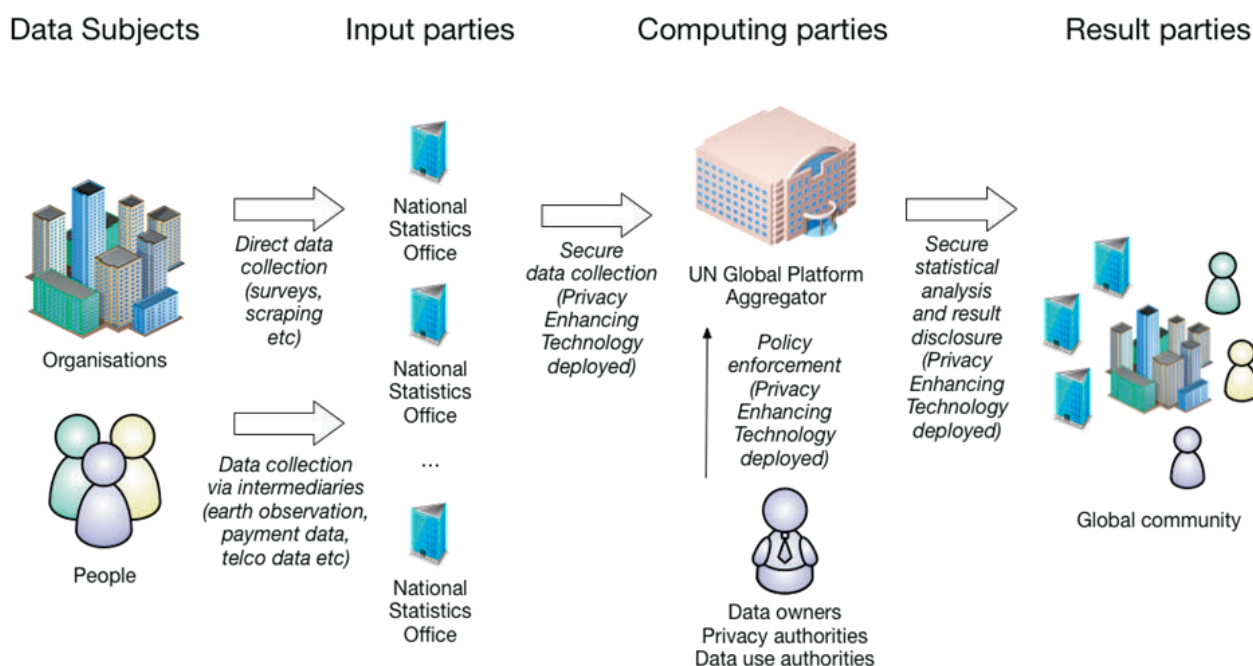 Data Subjects
Input parties
Computing parties
Result parties
Organisations
People
Direct data
collection
(surveys,
scraping
etc)
Data collection
via intermediaries
(earth observation,
payment data,
telco data etc)
National
Statistics
Office
National
Statistics
Office
...
National
Statistics
Office
Secure
data collection
(Privacy
Enhancing
Technology
deployed)
UN Global Platform
Aggregator
Policy
enforcement
(Privacy
Enhancing
Technology
deployed)
Data owners
Privacy authorities
Data use authorities
Secure
statistical
analysis
and result
disclosure
(Privacy
Enhancing
Technology
deployed)
Global community